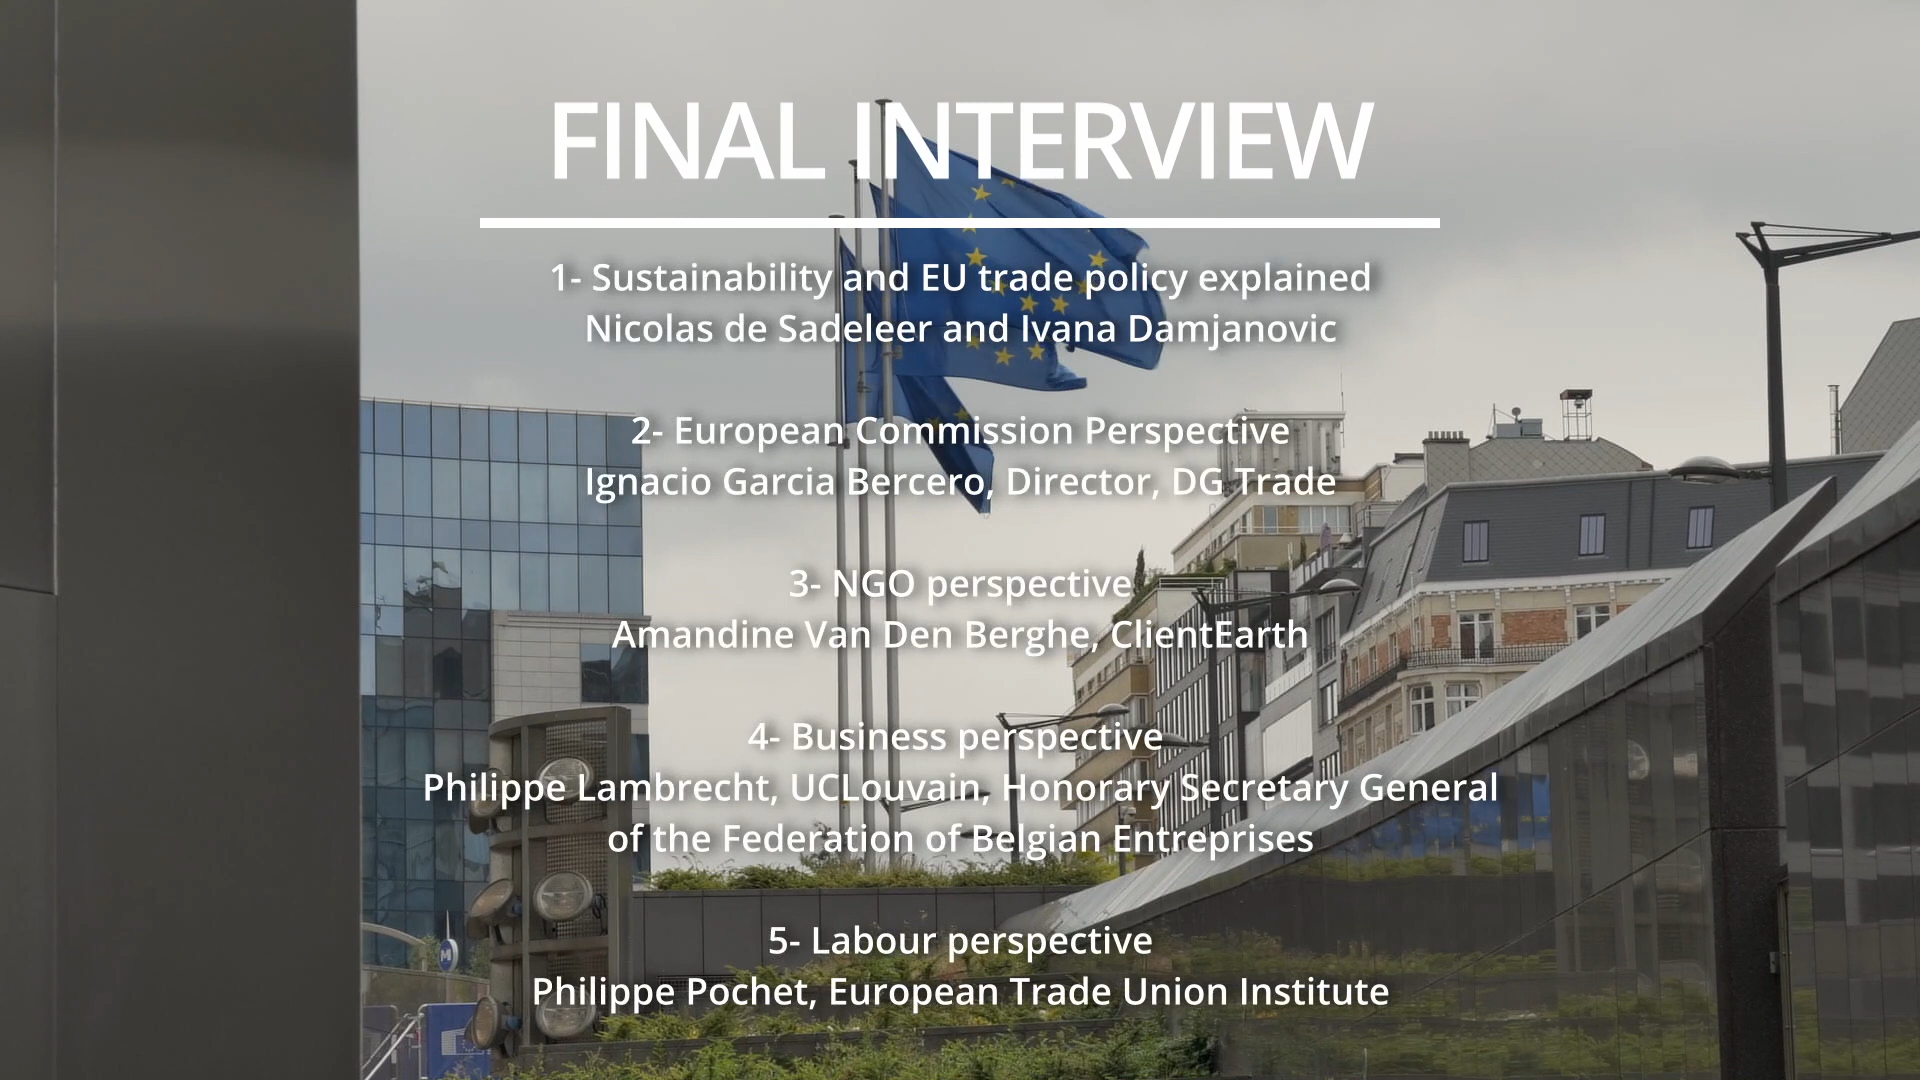 FINAL INTERVIEW
1- Sustainability and EU trade policy explained
Nicolas de Sadeleer and Ivana Damjanovic
2- European Commission Perspective
Ignacio Garcia Bercero, Director, DG Trade
3- NGO perspective
Amandine Van Den Berghe, ClientEarth
4- Business perspective
Philippe Lambrecht, UCLouvain, Honorary Secretary General
of the Federation of Belgian Entreprises
5- Labour perspective
Philippe Pochet, European Trade Union Institute
M